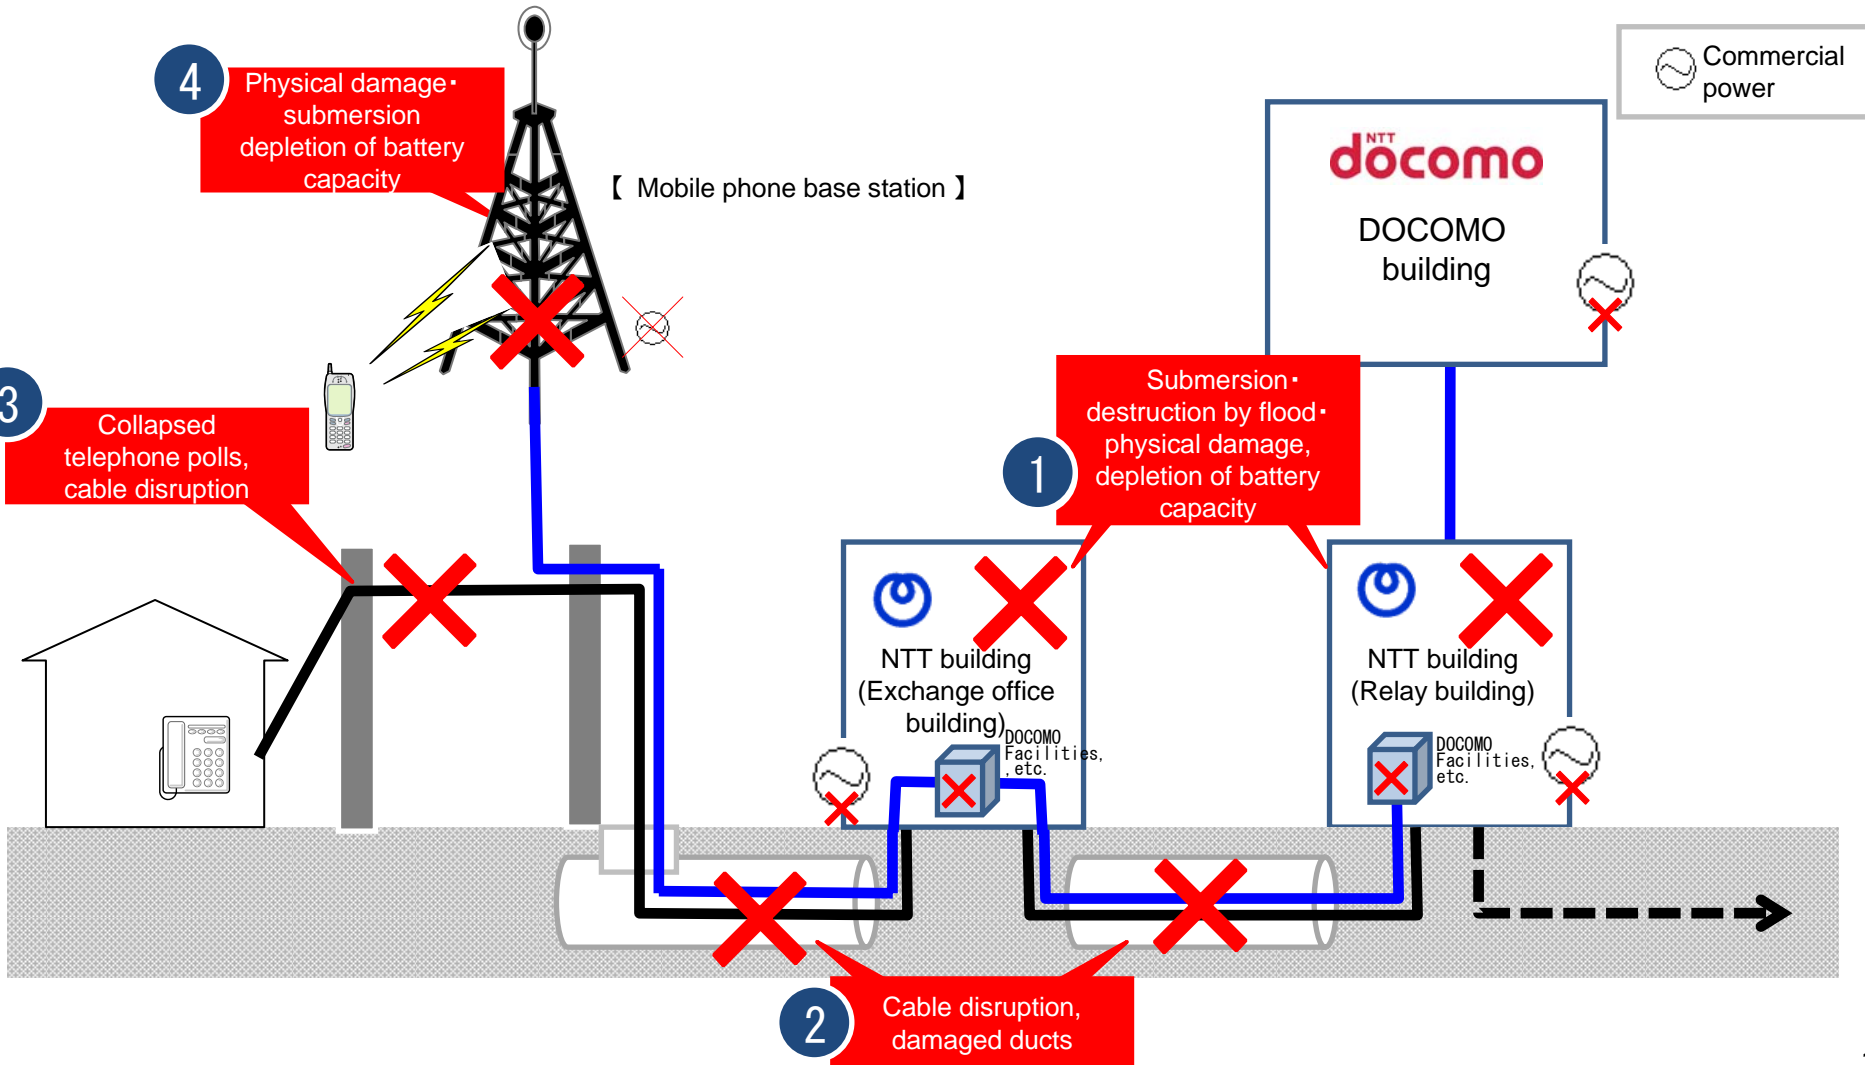 4
Physical damage・
submersion
depletion of battery
capacity
【 Mobile phone base station 】
Commercial
power
NTT
döcomo
DOCOMO
building
3
Collapsed
telephone polls,
cable disruption
1
Submersion・
destruction by flood・
physical damage,
depletion of battery
capacity
NTT building
(Exchange office
building)
DOCOMO
Facilities,
, etc.
NTT building
(Relay building)
DOCOMO
Facilities,
etc.
2
Cable disruption,
damaged ducts